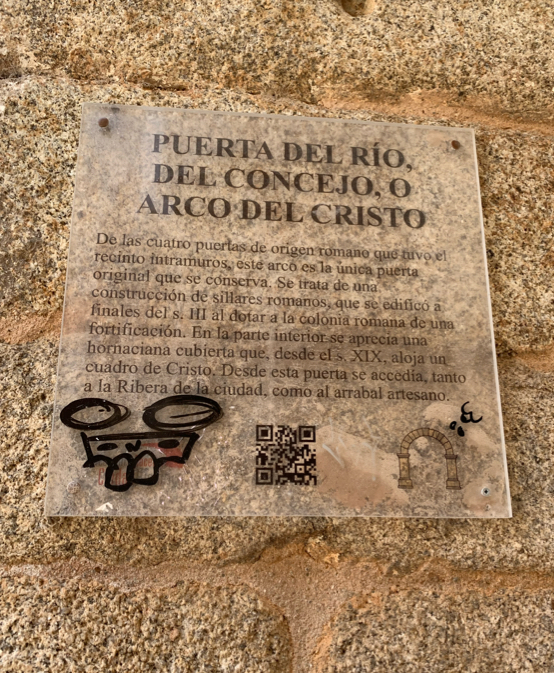 PUERTA DEL RÍO,
DEL CONCEJO, O
ARCO DEL CRISTO
De las cuatro puertas de origen romano que tuvo el
recinto intramuros, este arco es la única puerta
original que se conserva. Se trata de una
construcción de sillares romanos, que se edificó a
finales del s. III al dotar a la colonia romana de una
fortificación. En la parte interior se aprecia una
hornaciana cubierta que, desde el s. XIX, aloja un
cuadro de Cristo. Desde esta puerta se accedía, tanto
a la Ribera de la ciudad, como al arrabal artesano.